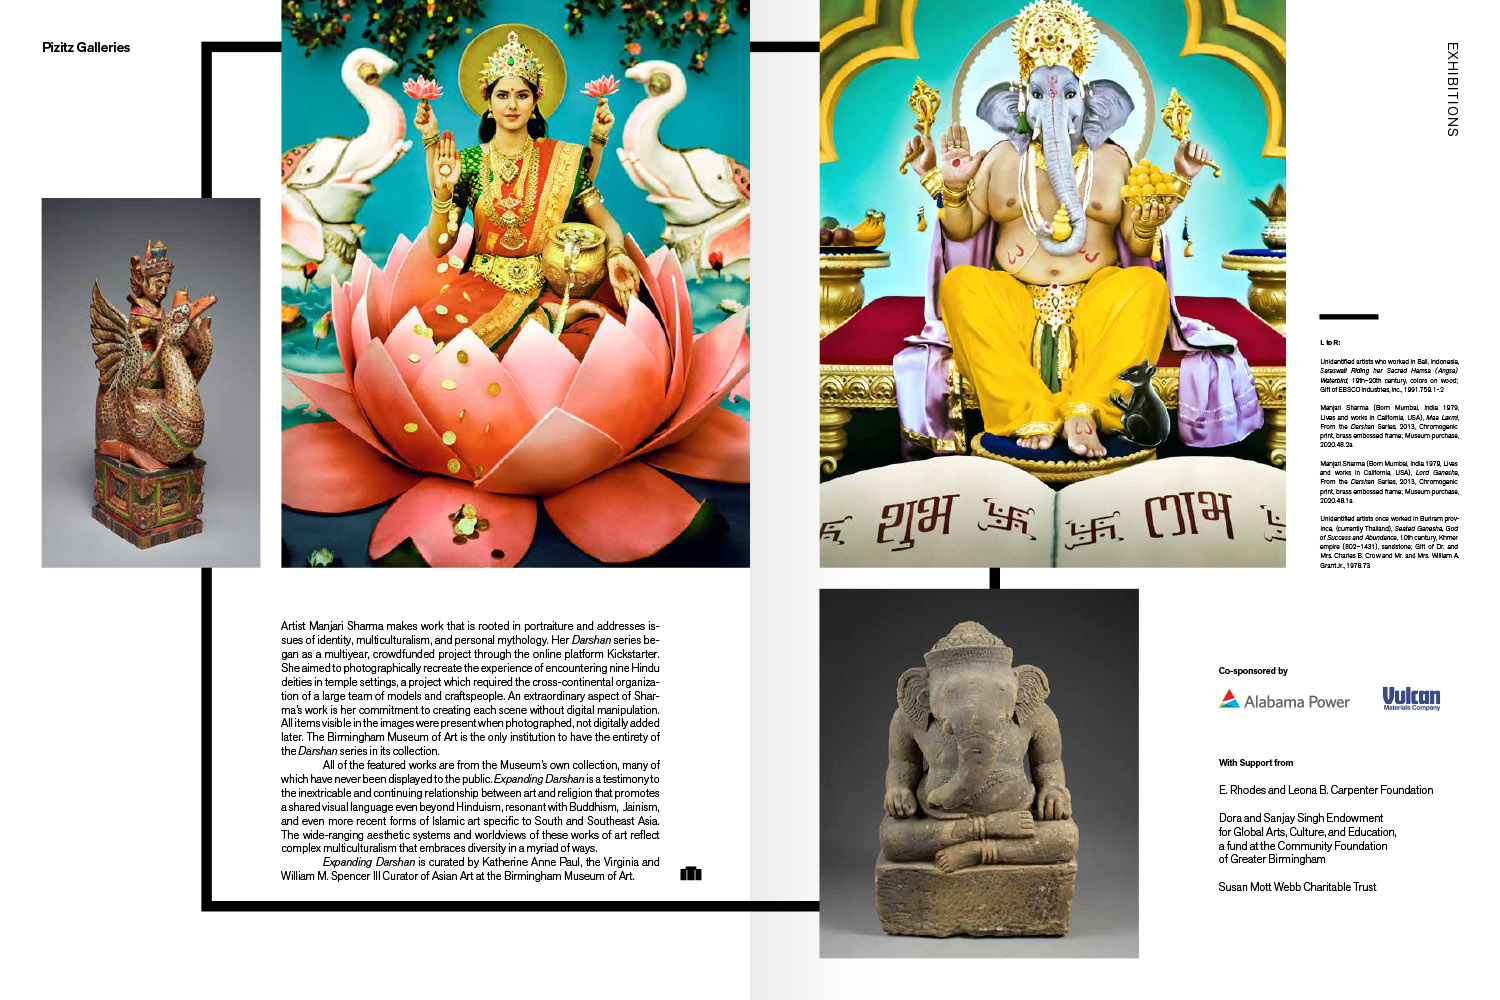 Pizitz Galleries
EXHIBITIONS
शुभ
लाभ
L to R:
Unidentified artists who worked in Bali, Indonesia,
Saraswati Riding her Sacred Hamsa (Angsa)
Waterbird, 19th–20th century, colors on wood;
Gift of EBSCO Industries, Inc., 1991.759.1-.2
Manjari Sharma (Born Mumbai, India 1979,
Lives and works in California, USA), Maa Laxmi,
From the Darshan Series, 2013, Chromogenic
print, brass embossed frame; Museum purchase,
2020.48.2a
Manjari Sharma (Born Mumbai, India 1979, Lives
and works in California, USA), Lord Ganesha,
From the Darshan Series, 2013, Chromogenic
print, brass embossed frame; Museum purchase,
2020.48.1a
Unidentified artists once worked in Buriram prov-
ince, (currently Thailand), Seated Ganesha, God
of Success and Abundance, 10th century, Khmer
empire (802–1431), sandstone; Gift of Dr. and
Mrs. Charles B. Crow and Mr. and Mrs. William A.
Grant Jr., 1978.73
Artist Manjari Sharma makes work that is rooted in portraiture and addresses is-
sues of identity, multiculturalism, and personal mythology. Her Darshan series be-
gan as a multiyear, crowdfunded project through the online platform Kickstarter.
She aimed to photographically recreate the experience of encountering nine Hindu
deities in temple settings, a project which required the cross-continental organiza-
tion of a large team of models and craftspeople. An extraordinary aspect of Shar-
ma's work is her commitment to creating each scene without digital manipulation.
All items visible in the images were present when photographed, not digitally added
later. The Birmingham Museum of Art is the only institution to have the entirety of
the Darshan series in its collection.
All of the featured works are from the Museum's own collection, many of
which have never been displayed to the public. Expanding Darshan is a testimony to
the inextricable and continuing relationship between art and religion that promotes
a shared visual language even beyond Hinduism, resonant with Buddhism, Jainism,
and even more recent forms of Islamic art specific to South and Southeast Asia.
The wide-ranging aesthetic systems and worldviews of these works of art reflect
complex multiculturalism that embraces diversity in a myriad of ways.
Expanding Darshan is curated by Katherine Anne Paul, the Virginia and
William M. Spencer III Curator of Asian Art at the Birmingham Museum of Art.
Co-sponsored by
Alabama Power
Vulcan
Materials Company
With Support from
E. Rhodes and Leona B. Carpenter Foundation
Dora and Sanjay Singh Endowment
for Global Arts, Culture, and Education,
a fund at the Community Foundation
of Greater Birmingham
Susan Mott Webb Charitable Trust